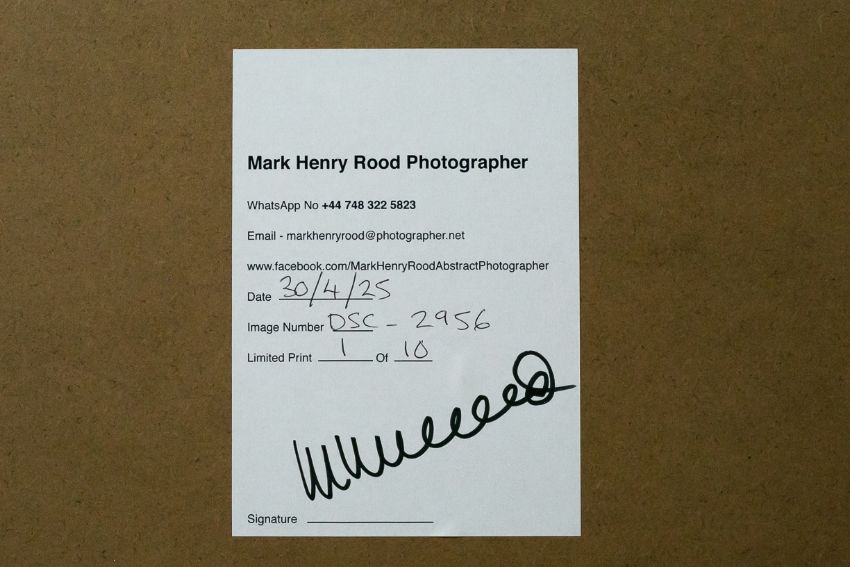 Mark Henry Rood Photographer
WhatsApp No +44 748 322 5823
Email - markhenryrood@photographer.net
www.facebook.com/MarkHenryRoodAbstractPhotographer
Date 30/4/25
Image Number DSC - 2956
Limited Print 1 Of 10
Signature